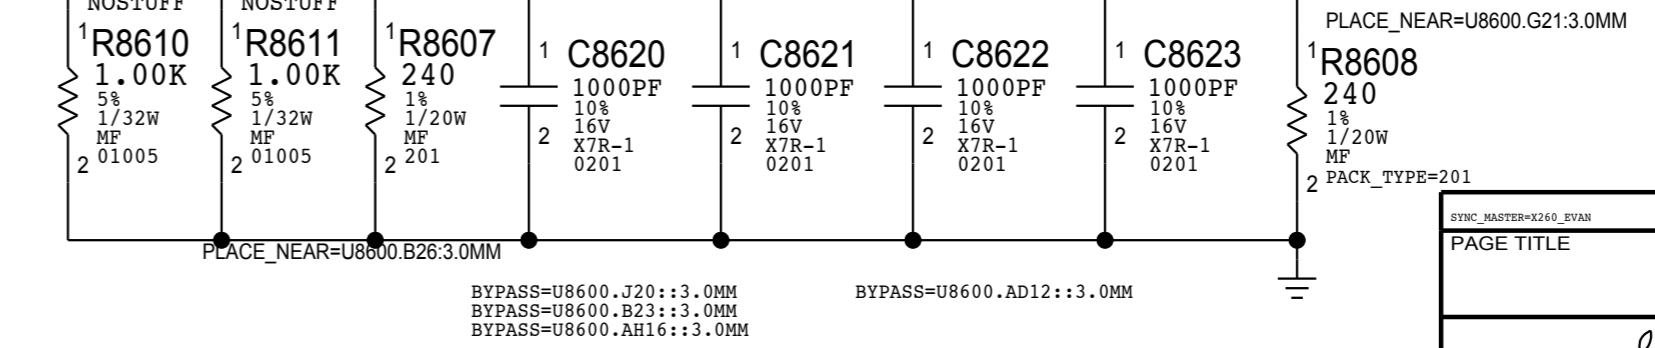 NOSTUFF
1
R8610
1.00K
5%
1/32W
MF
01005
2
NOSTUFF
1
R8611
1.00K
5%
1/32W
MF
01005
2
1
R8607
240
1%
1/20W
MF
201
2
1
C8620
1000PF
10%
16V
X7R-1
0201
2
1
C8621
1000PF
10%
16V
X7R-1
0201
2
1
C8622
1000PF
10%
16V
X7R-1
0201
2
1
C8623
1000PF
10%
16V
X7R-1
0201
2
PLACE_NEAR=U8600.G21:3.0MM
1
R8608
240
1%
1/20W
MF
PACK_TYPE=201
2
PLACE_NEAR=U8600.B26:3.0MM
BYPASS=U8600.J20::3.0MM
BYPASS=U8600.B23::3.0MM
BYPASS=U8600.AH16::3.0MM
BYPASS=U8600.AD12::3.0MM
SYNC_MASTER=X260_EVAN
PAGE TITLE